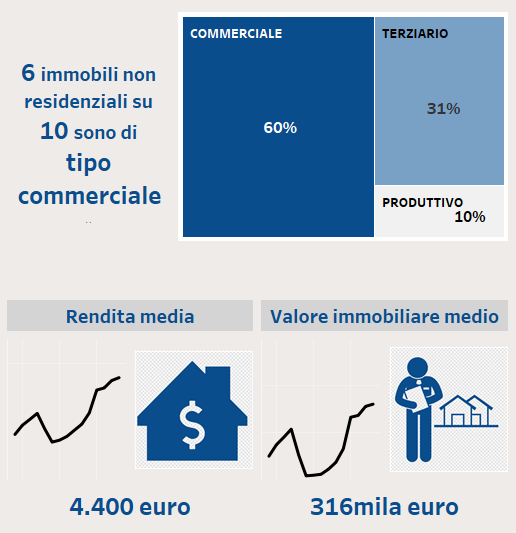 6 immobili non
residenziali su
10 sono di
tipo
commerciale
..
COMMERCIALE
60%
TERZIARIO
31%
PRODUTTIVO
10%
Rendita media
$
4.400 euro
Valore immobiliare medio
316mila euro